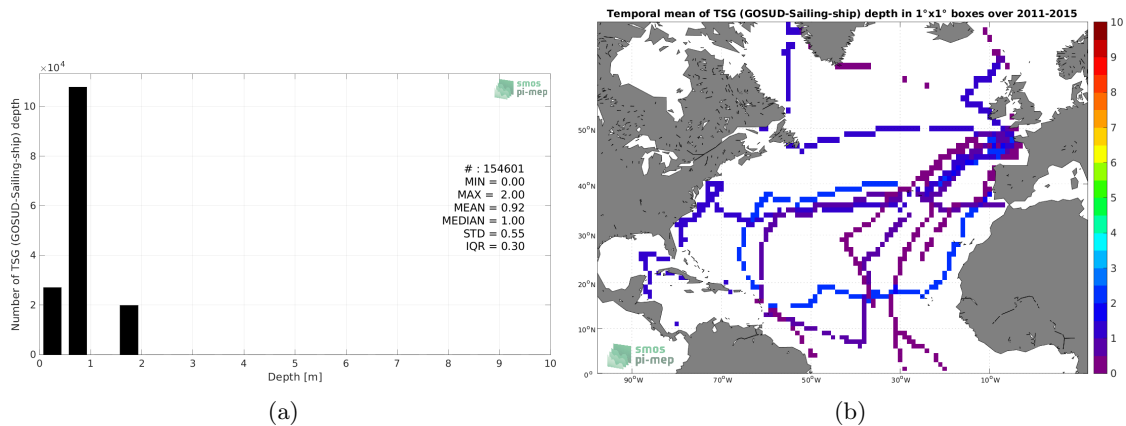 ×10⁴
10
8
6
4
2
0
Number of TSG (GOSUD-Sailing-ship) depth
smos
pi-mep
# : 154601
MIN = 0.00
MAX = 2.00
MEAN = 0.92
MEDIAN = 1.00
STD = 0.55
IQR = 0.30
0 1 2 3 4 5 6 7 8 9 10
Depth [m]
(a)
Temporal mean of TSG (GOSUD-Sailing-ship) depth in 1°x1° boxes over 2011-2015
50°N
40°N
30°N
20°N
10°N
0°
90°W 70°W 50°W 30°W 10°W
smos
pi-mep
10
9
8
7
6
5
4
3
2
1
0
(b)